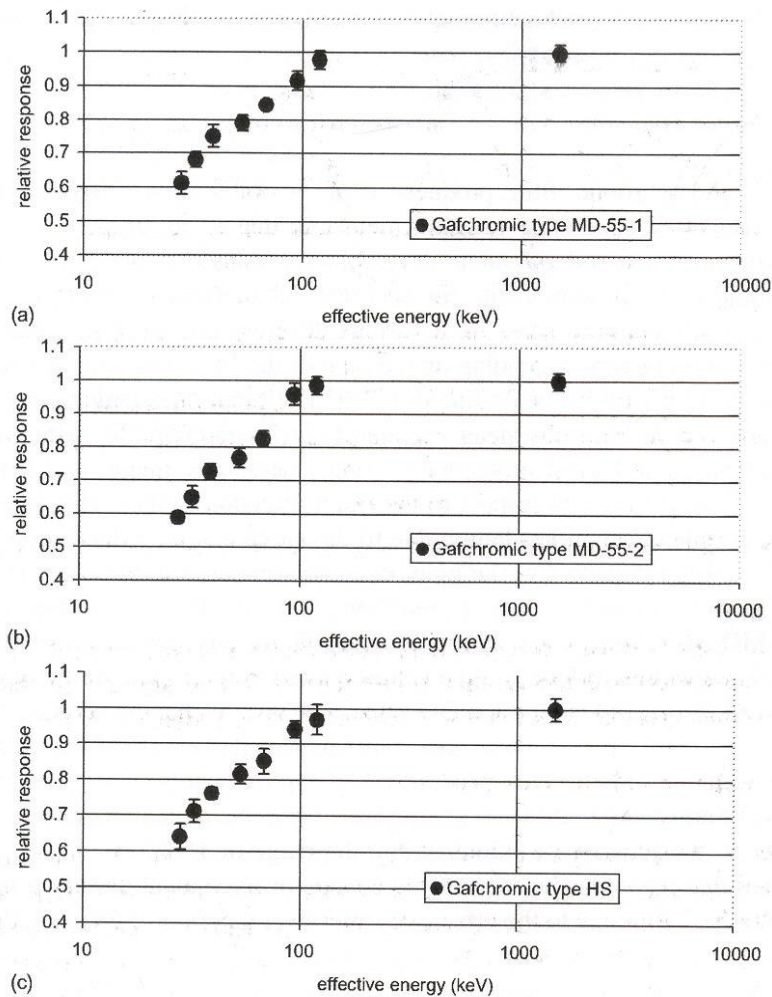 1.1
1
0.9
0.8
0.7
0.6
0.5
0.4
relative response
Gafchromic type MD-55-1
10 100 1000 10000
effective energy (keV)
(a)
1.1
1
0.9
0.8
0.7
0.6
0.5
0.4
relative response
Gafchromic type MD-55-2
10 100 1000 10000
effective energy (keV)
(b)
1.1
1
0.9
0.8
0.7
0.6
0.5
0.4
relative response
Gafchromic type HS
10 100 1000 10000
effective energy (keV)
(c)